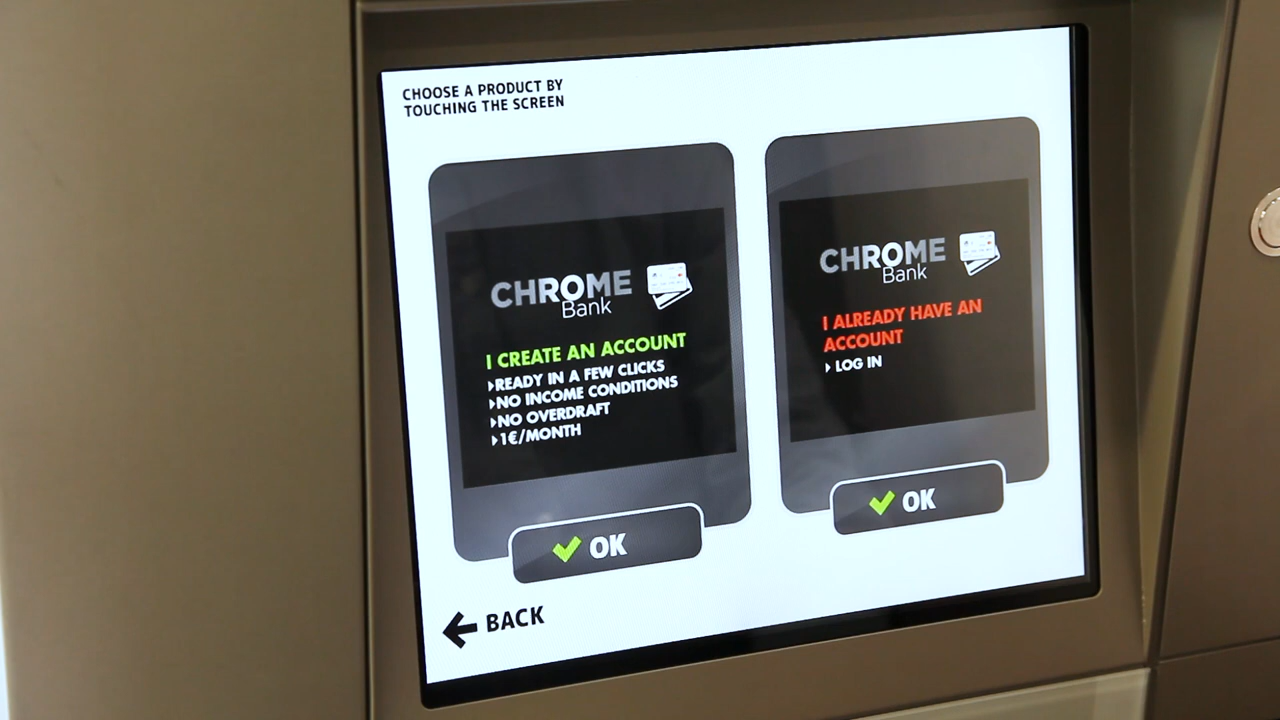 CHOOSE A PRODUCT BY
TOUCHING THE SCREEN
CHROME
Bank
I CREATE AN ACCOUNT
READY IN A FEW CLICKS
NO INCOME CONDITIONS
NO OVERDRAFT
1€/MONTH
OK
CHROME
Bank
I ALREADY HAVE AN
ACCOUNT
LOG IN
OK
BACK